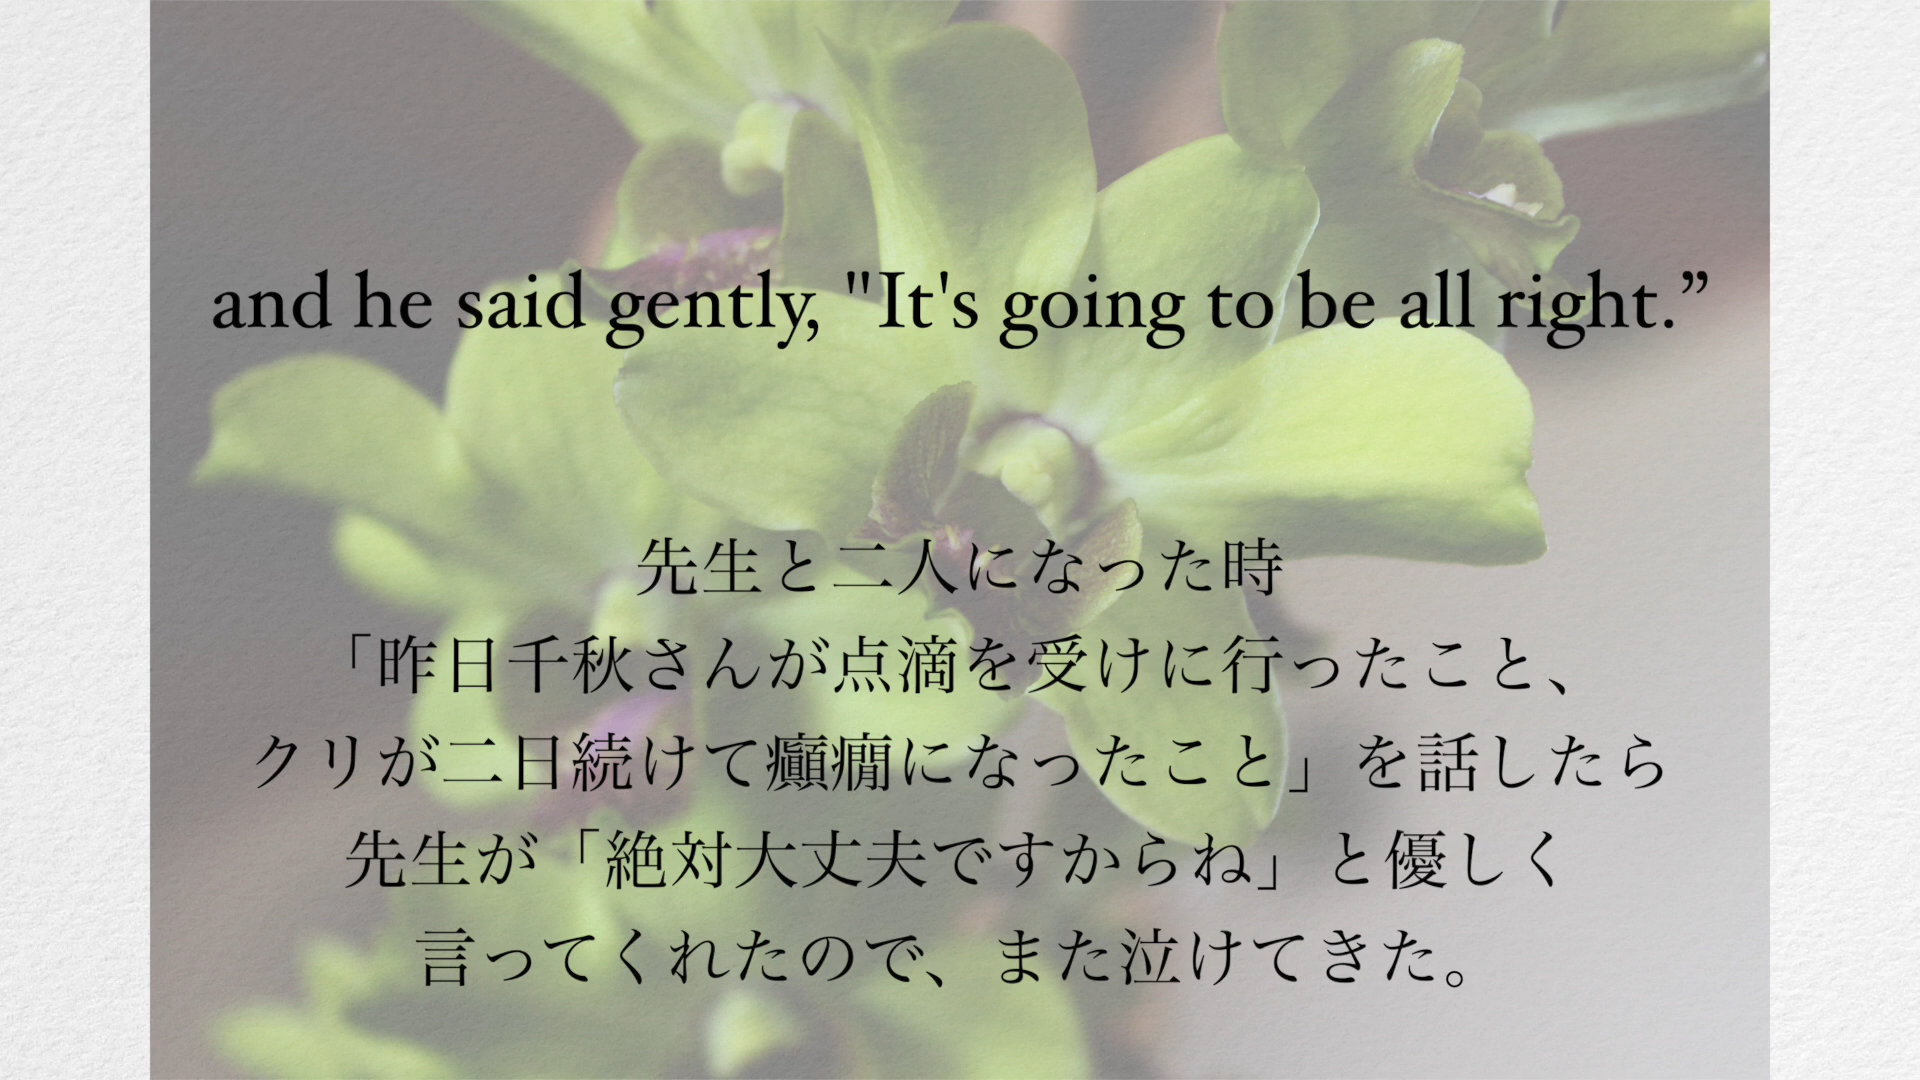 and he said gently, "It's going to be all right.”
先生と二人になった時
「昨日千秋さんが点滴を受けに行ったこと、
クリが二日続けて癲癇になったこと」を話したら
先生が「絶対大丈夫ですからね」と優しく
言ってくれたので、また泣けてきた。